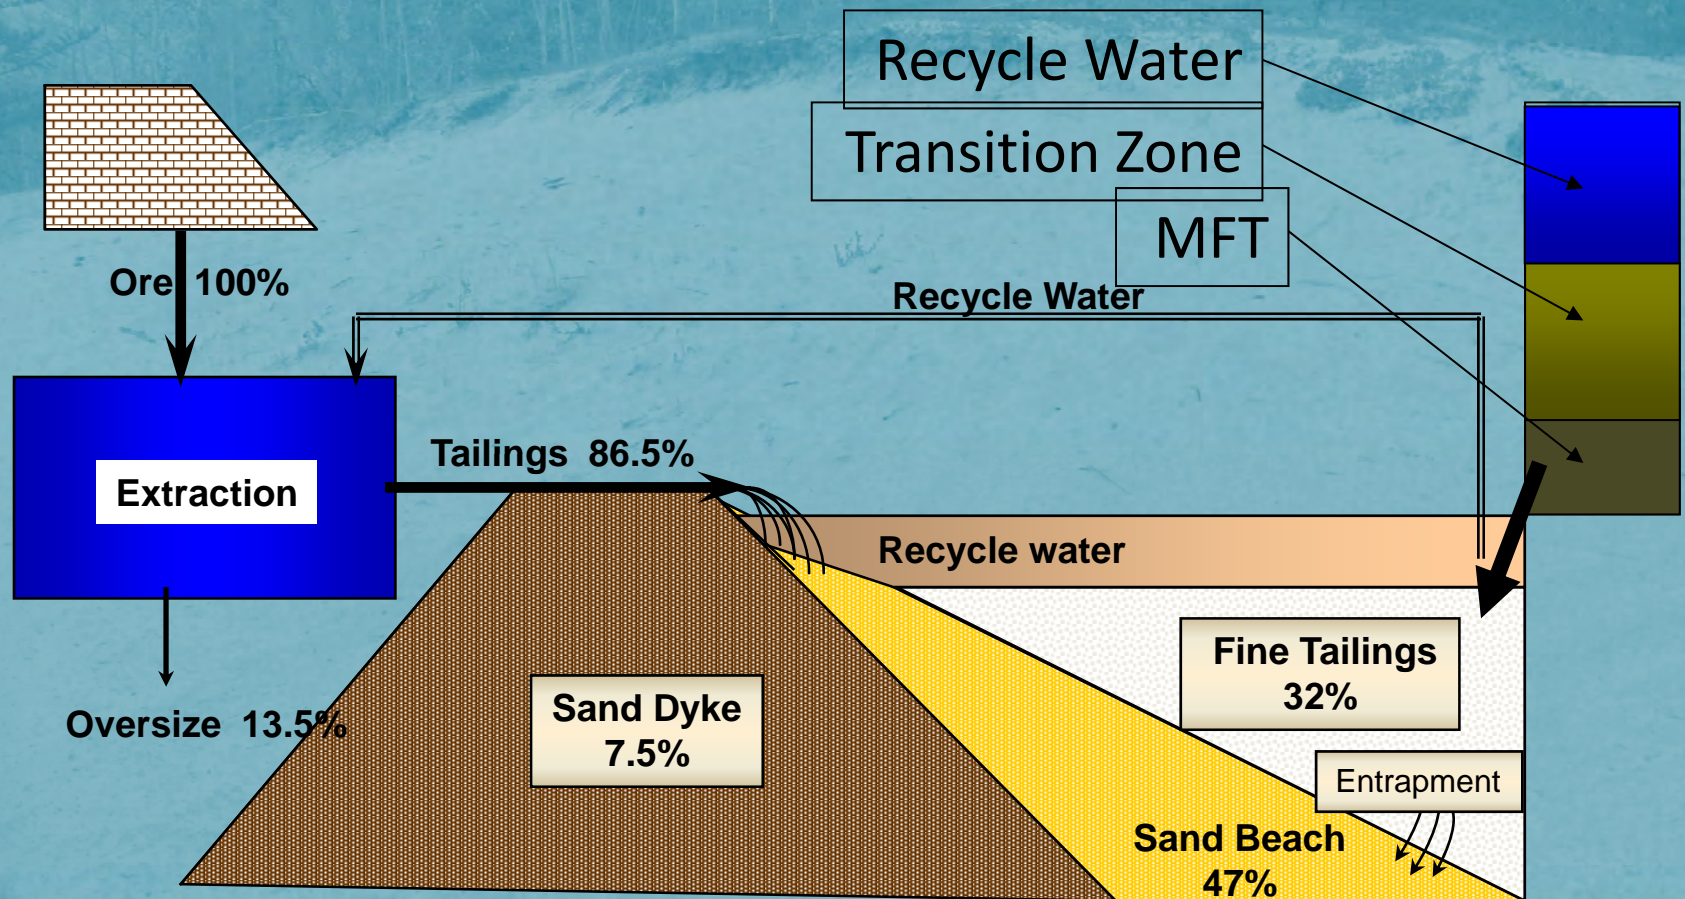 Recycle Water
Transition Zone
MFT
Ore  100%
Recycle Water
Tailings  86.5%
Extraction
Recycle water
Fine Tailings
32%
Sand Dyke
7.5%
Oversize  13.5%
Entrapment
Sand Beach
47%